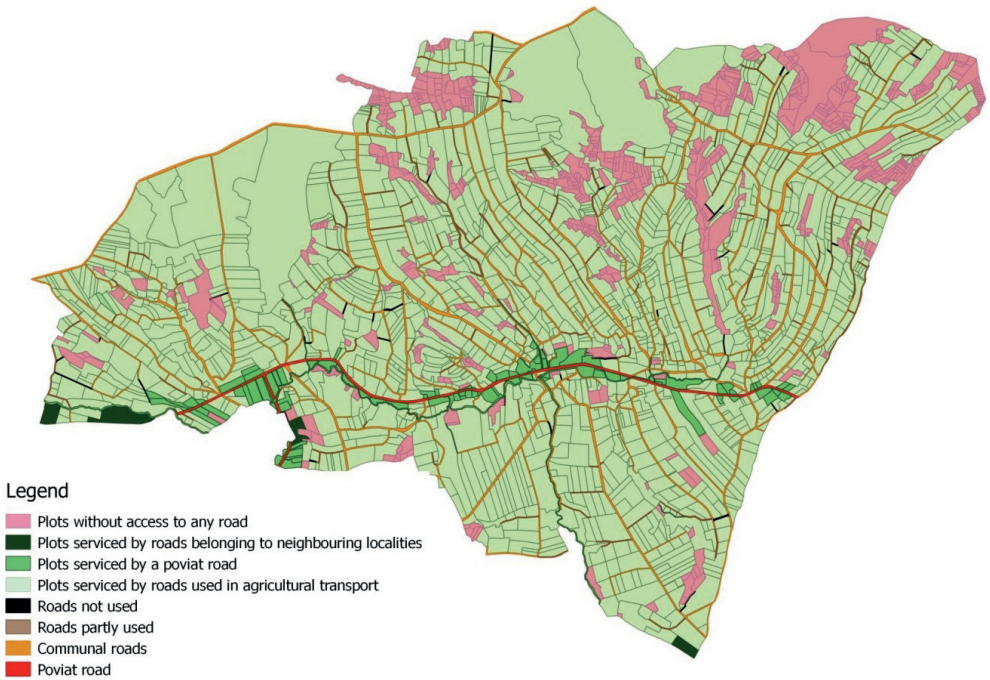 Legend
Plots without access to any road
Plots serviced by roads belonging to neighbouring localities
Plots serviced by a poviat road
Plots serviced by roads used in agricultural transport
Roads not used
Roads partly used
Communal roads
Poviat road